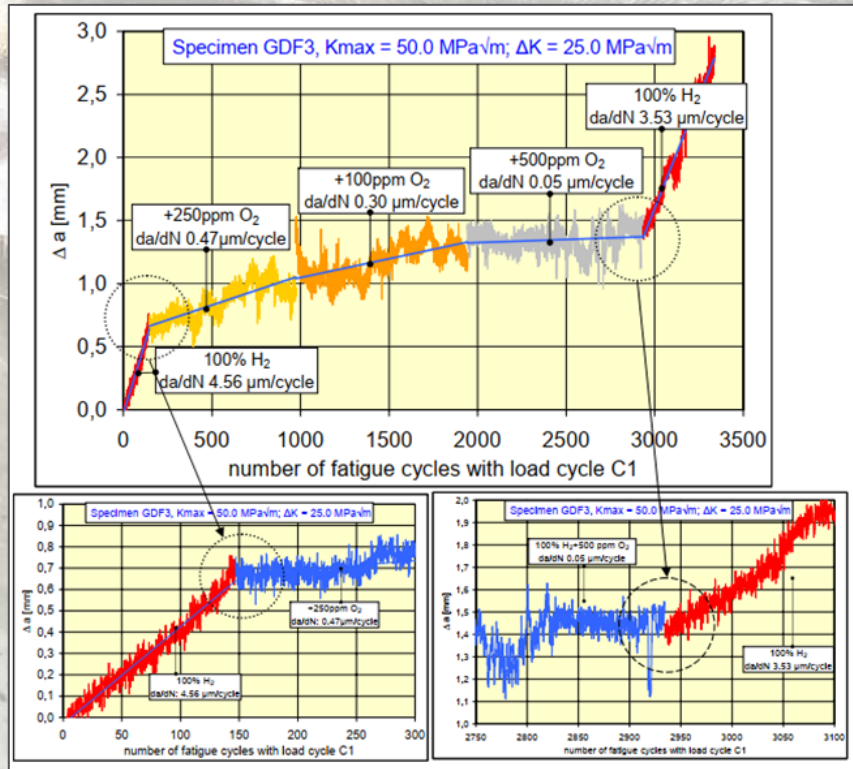 Specimen GDF3, Kmax = 50.0 MPa√m; ΔK = 25.0 MPa√m
3,0
2,5
2,0
1,5
1,0
0,5
0,0
Δ a [mm]
100% H₂
da/dN 3.53 µm/cycle
+500ppm O₂
da/dN 0.05 µm/cycle
+100ppm O₂
da/dN 0.30 µm/cycle
+250ppm O₂
da/dN 0.47µm/cycle
100% H₂
da/dN 4.56 µm/cycle
0 500 1000 1500 2000 2500 3000 3500
number of fatigue cycles with load cycle C1
Specimen GDF3, Kmax = 50.0 MPa√m; ΔK = 25.0 MPa√m
1,0
0,9
0,8
0,7
0,6
0,5
0,4
0,3
0,2
0,1
0,0
Δ a [mm]
+250ppm O₂
da/dN: 0.47µm/cycle
100% H₂
da/dN: 4.56 µm/cycle
0 50 100 150 200 250 300
number of fatigue cycles with load cycle C1
Specimen GDF3, Kmax = 50.0 MPa√m; ΔK = 25.0 MPa√m
2,0
1,9
1,8
1,7
1,6
1,5
1,4
1,3
1,2
1,1
1,0
Δ a [mm]
100% H₂+500 ppm O₂
da/dN 0.05 µm/cycle
100% H₂
da/dN 3.53 µm/cycle
2750 2800 2850 2900 2950 3000 3050 3100
number of fatigue cycles with load cycle C1